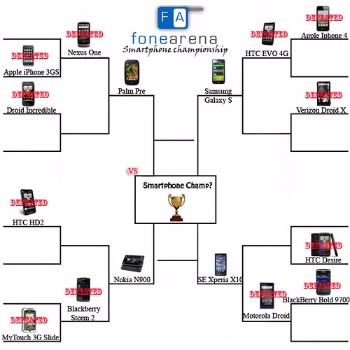 FA
fonearena
Smartphone championship
DEFEATED
Apple Iphone 4
DEFEATED
Nexus One
DEFEATED
HTC EVO 4G
DEFEATED
Apple iPhone 3GS
Palm Pre
Samsung
Galaxy S
DEFEATED
Droid Incredible
DEFEATED
Verizon Droid X
VS
Smartphone Champ?
DEFEATED
HTC HD2
DEFEATED
HTC Desire
Nokia N900
SE Xperia X10
DEFEATED
Blackberry
Storm 2
DEFEATED
BlackBerry Bold 9700
DEFEATED
Motorola Droid
DEFEATED
MyTouch 3G Slide